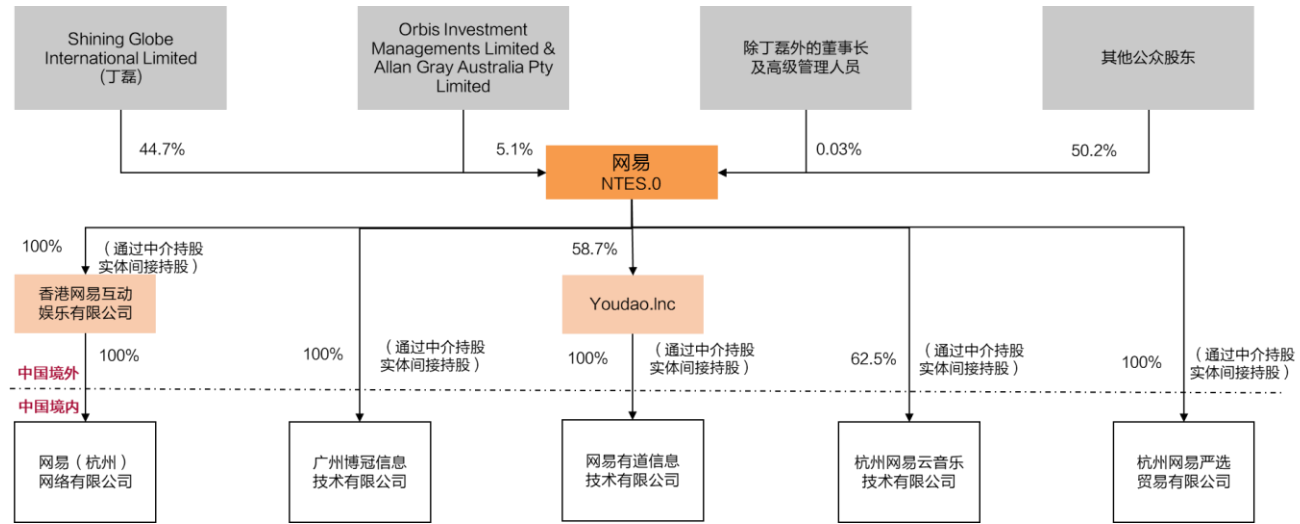 Shining Globe
International Limited
(丁磊)
Orbis Investment
Managements Limited &
Allan Gray Australia Pty
Limited
除丁磊外的董事长
及高级管理人员
其他公众股东
44.7%
5.1%
0.03%
50.2%
网易
NTES.0
100%
（通过中介持股
实体间接持股）
58.7%
香港网易互动
娱乐有限公司
Youdao.Inc
100%
100%
（通过中介持股
实体间接持股）
100%
（通过中介持股
实体间接持股）
62.5%
（通过中介持股
实体间接持股）
100%
（通过中介持股
实体间接持股）
中国境外
中国境内
网易（杭州）
网络有限公司
广州博冠信息
技术有限公司
网易有道信息
技术有限公司
杭州网易云音乐
技术有限公司
杭州网易严选
贸易有限公司